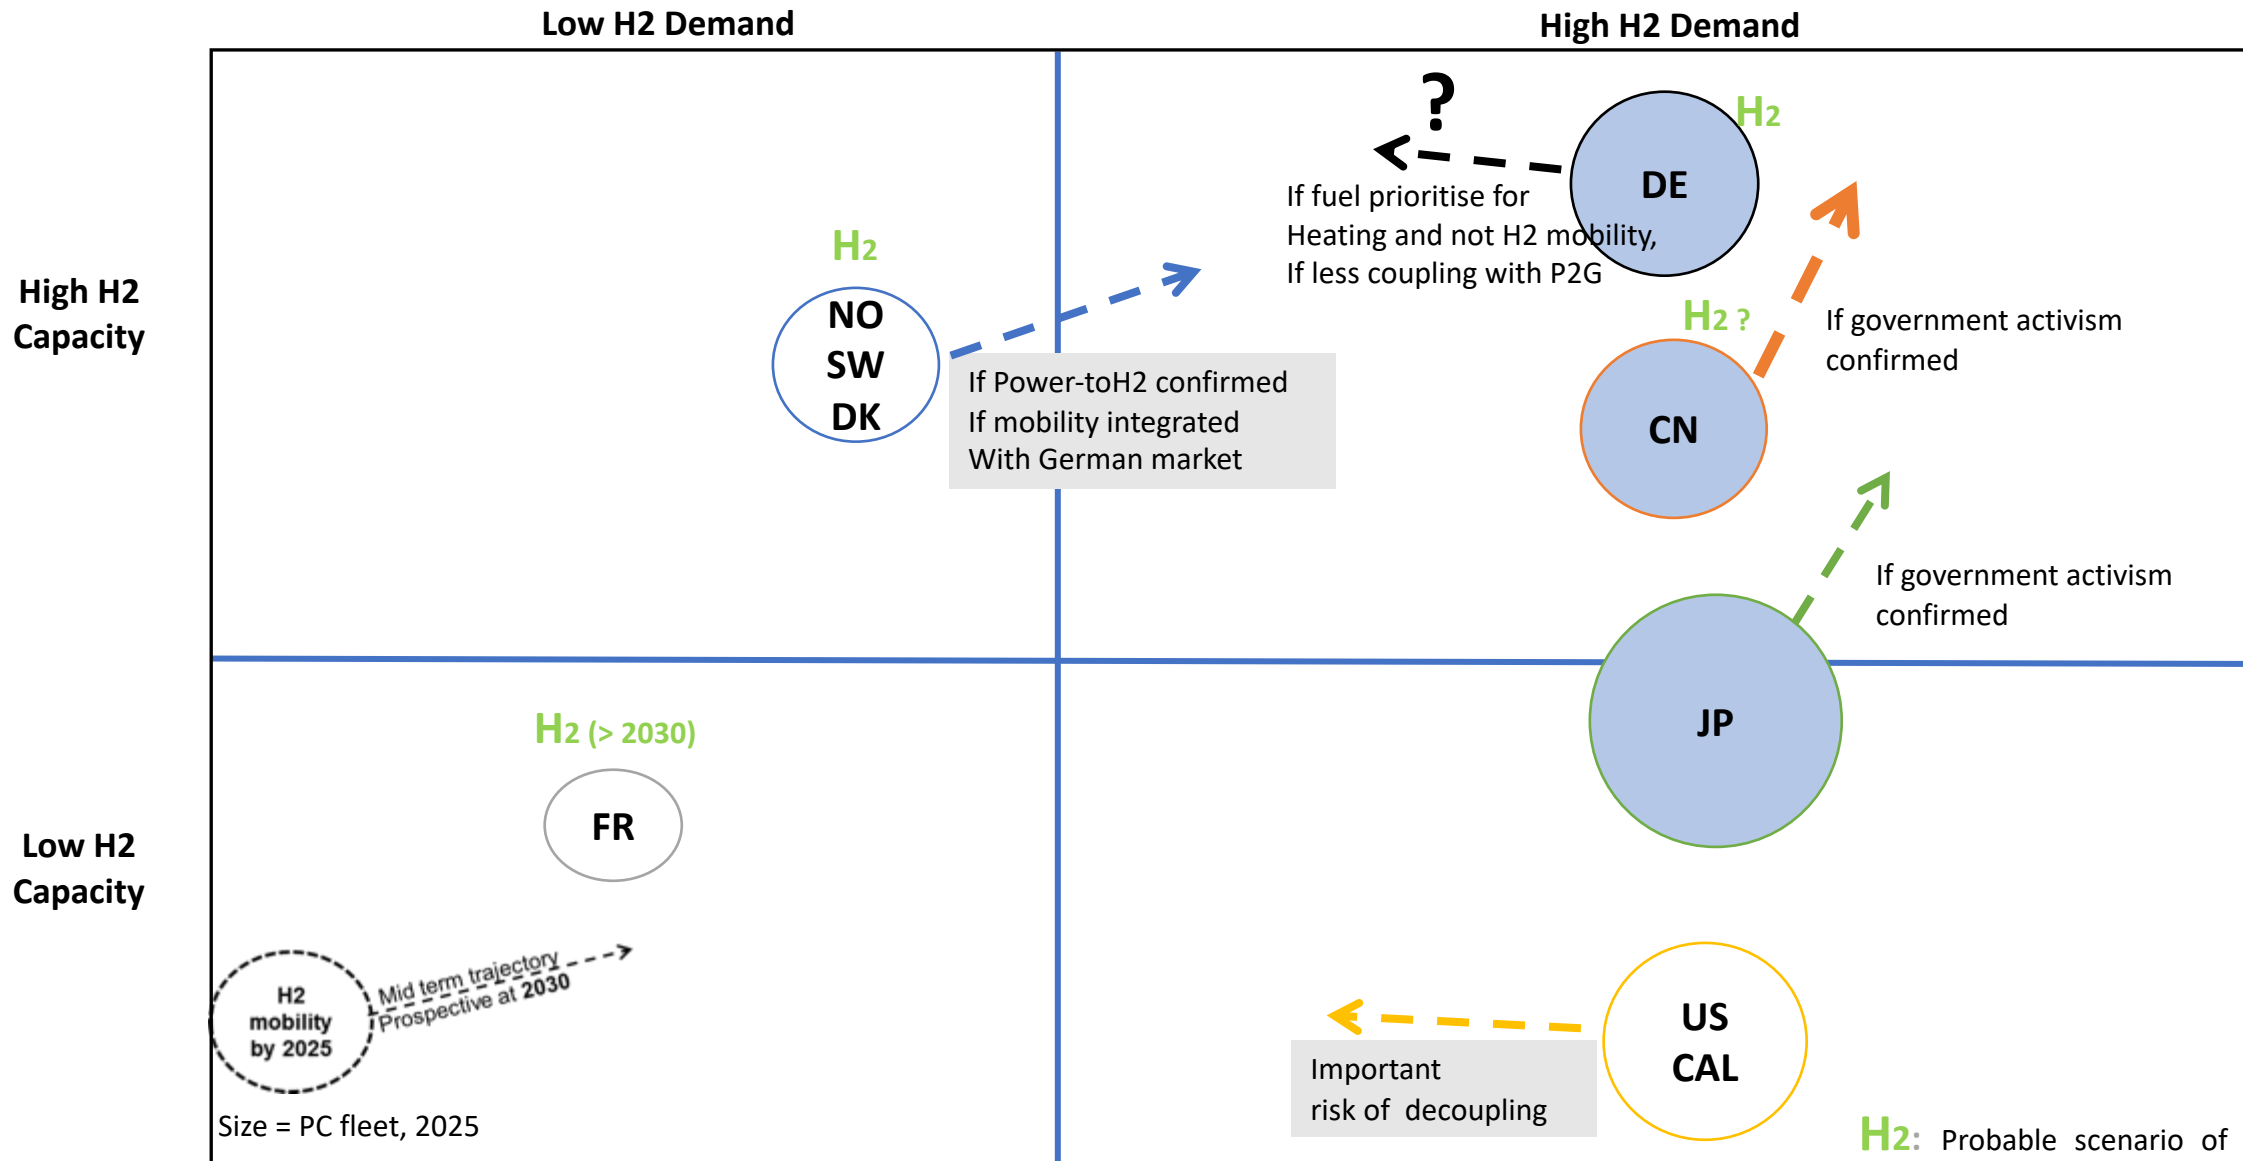 Low H2 Demand
High H2 Demand
High H2
Capacity
Low H2
Capacity
?
H2
DE
If fuel prioritise for
Heating and not H2 mobility,
If less coupling with P2G
H2
NO
SW
DK
If Power-toH2 confirmed
If mobility integrated
With German market
H2 ?
CN
If government activism
confirmed
If government activism
confirmed
JP
H2 (> 2030)
FR
H2
mobility
by 2025
Mid term trajectory
Prospective at 2030
Size = PC fleet, 2025
Important
risk of decoupling
US
CAL
H2: Probable scenario of